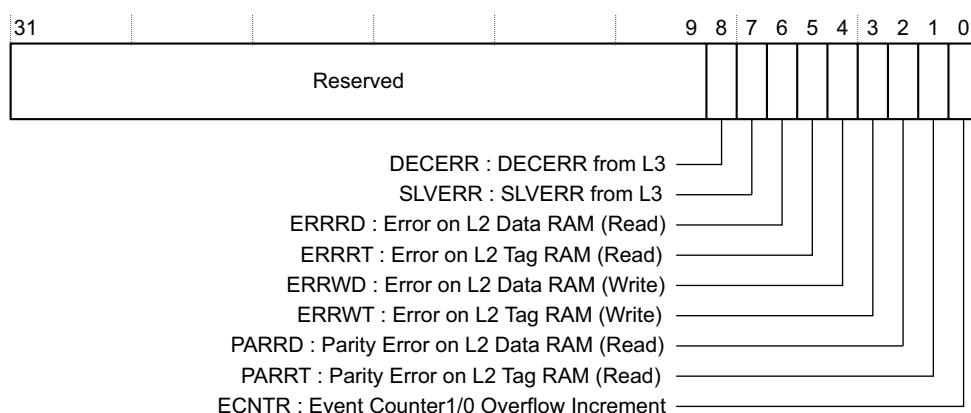 31 9 8 7 6 5 4 3 2 1 0
Reserved
DECERR : DECERR from L3
SLVERR : SLVERR from L3
ERRRD : Error on L2 Data RAM (Read)
ERRRT : Error on L2 Tag RAM (Read)
ERRWD : Error on L2 Data RAM (Write)
ERRWT : Error on L2 Tag RAM (Write)
PARRD : Parity Error on L2 Data RAM (Read)
PARRT : Parity Error on L2 Tag RAM (Read)
ECNTR : Event Counter1/0 Overflow Increment